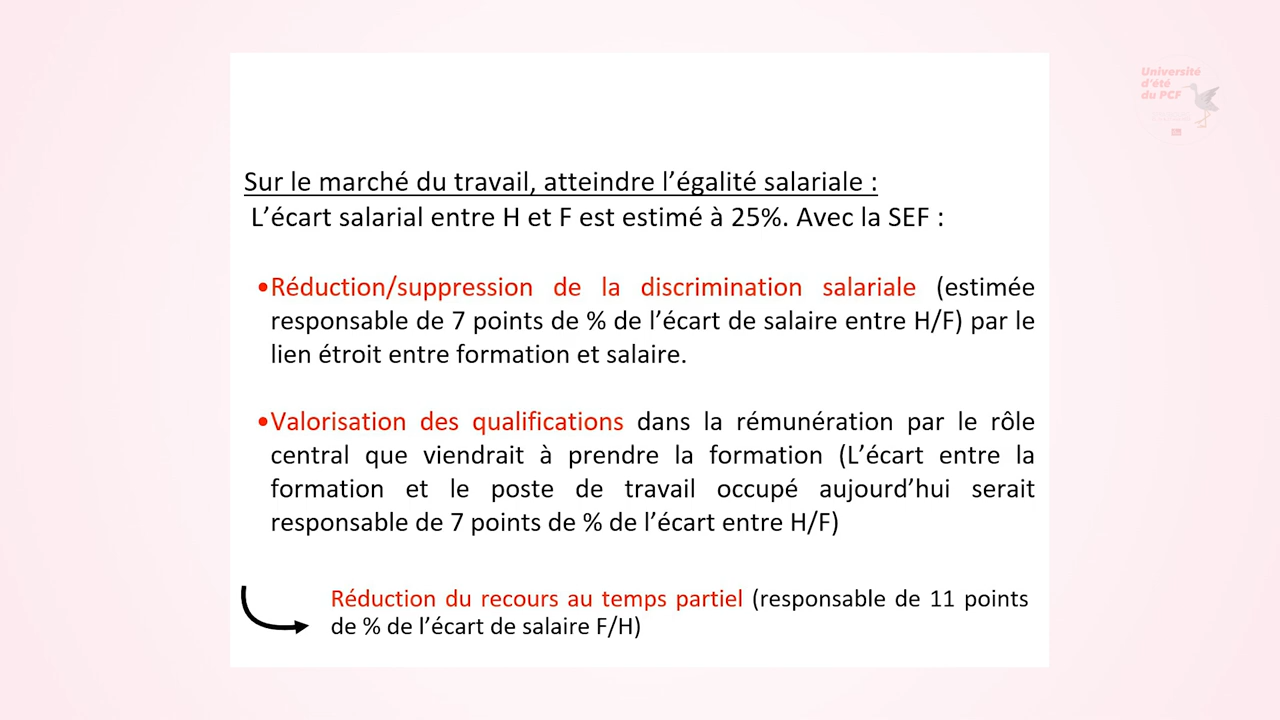 Université
d'été
du PCF
Sur le marché du travail, atteindre l'égalité salariale :
L'écart salarial entre H et F est estimé à 25%. Avec la SEF :
•Réduction/suppression de la discrimination salariale (estimée
responsable de 7 points de % de l'écart de salaire entre H/F) par le
lien étroit entre formation et salaire.
•Valorisation des qualifications dans la rémunération par le rôle
central que viendrait à prendre la formation (L'écart entre la
formation et le poste de travail occupé aujourd'hui serait
responsable de 7 points de % de l'écart entre H/F)
Réduction du recours au temps partiel (responsable de 11 points
de % de l'écart de salaire F/H)